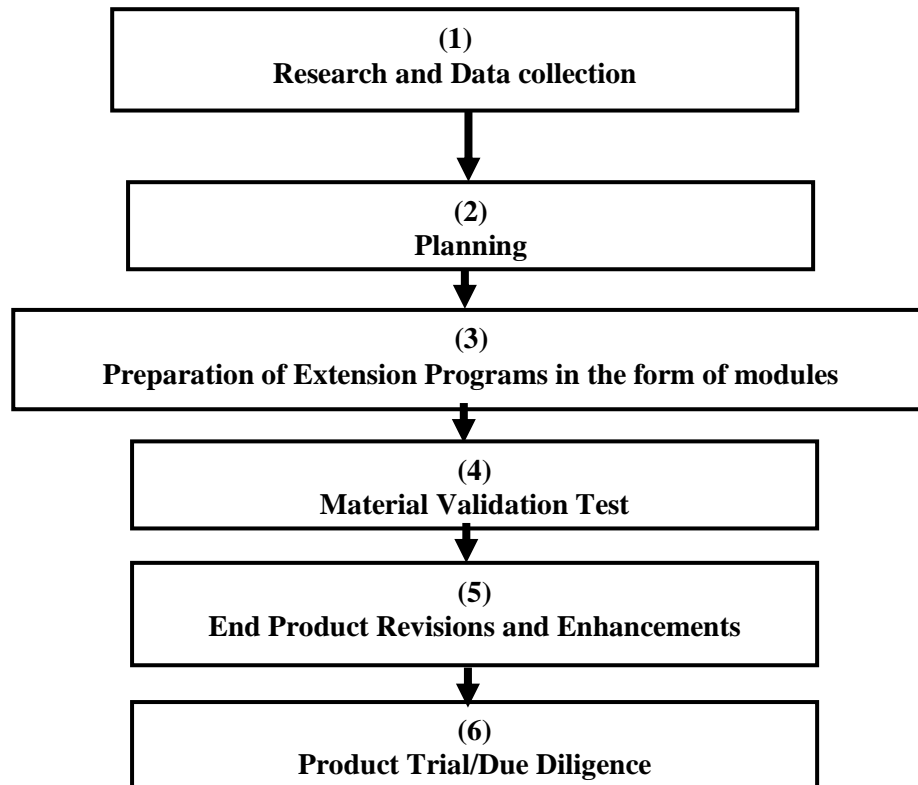 (1)
Research and Data collection
(2)
Planning
(3)
Preparation of Extension Programs in the form of modules
(4)
Material Validation Test
(5)
End Product Revisions and Enhancements
(6)
Product Trial/Due Diligence